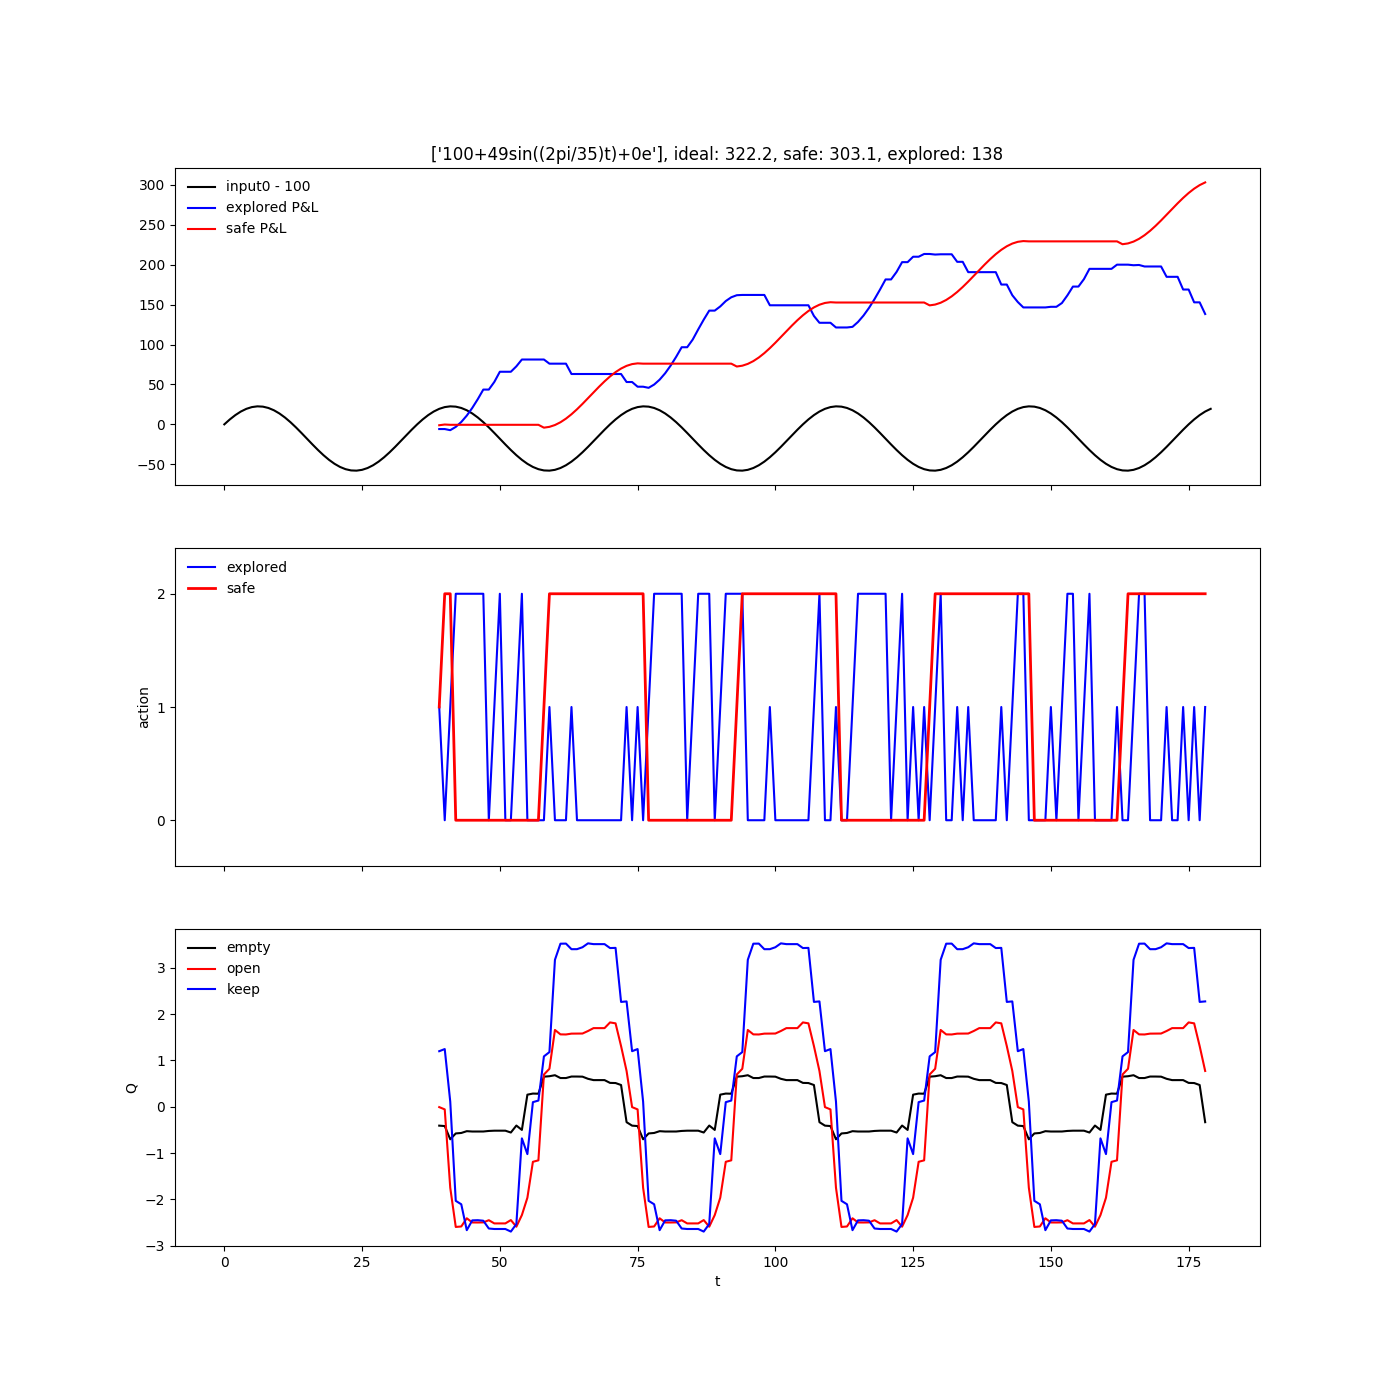 ['100+49sin((2pi/35)t)+0e'], ideal: 322.2, safe: 303.1, explored: 138
input0 - 100
explored P&L
safe P&L
300
250
200
150
100
50
0
−50
explored
safe
2
1
0
action
empty
open
keep
3
2
1
0
−1
−2
−3
Q
0 25 50 75 100 125 150 175
t